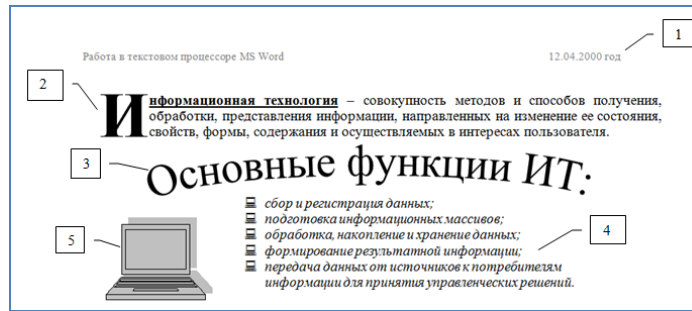 1
Работа в текстовом процессоре MS Word 12.04.2000 год
2
Информационная технология – совокупность методов и способов получения,
обработки, представления информации, направленных на изменение ее состояния,
свойств, формы, содержания и осуществляемых в интересах пользователя.
3
Основные функции ИТ:
сбор и регистрация данных;
подготовка информационных массивов;
обработка, накопление и хранение данных;
4
5
формирование результатной информации;
передача данных от источников к потребителям
информации для принятия управленческих решений.